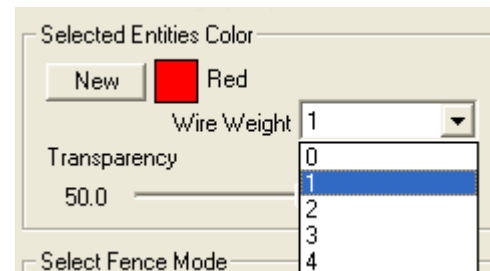 Selected Entities Color
New Red
Wire Weight 1
0
Transparency
1
50.0
2
3
Select Fence Mode
4